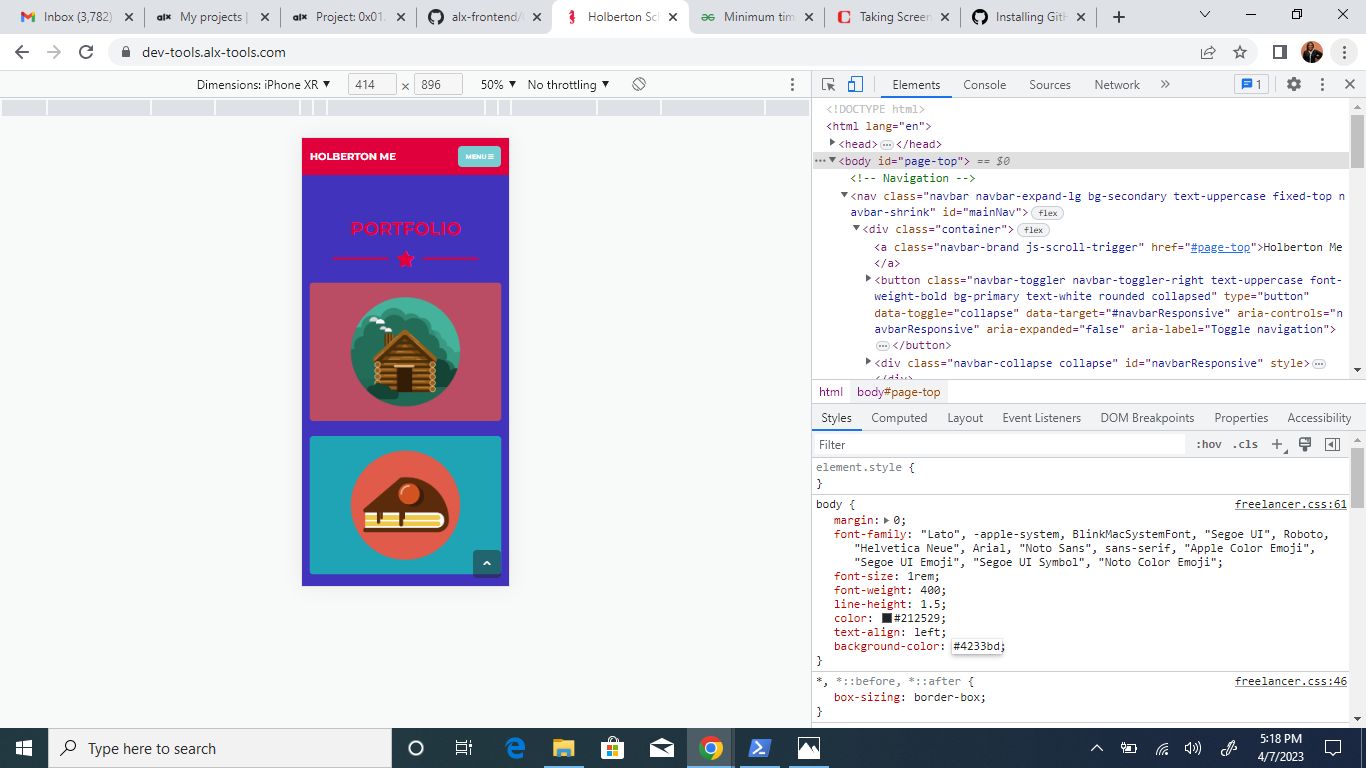 Inbox (3,782)
My projects |
Project: 0x01.
alx-frontend/
Holberton Sc
Minimum tim
Taking Screen
Installing GitH
dev-tools.alx-tools.com
Dimensions: iPhone XR ▼ 414 × 896 50% ▼ No throttling ▼
HOLBERTON ME
MENU
PORTFOLIO
Elements Console Sources Network » 1
<!DOCTYPE html>
<html lang="en">
<head> … </head>
<body id="page-top"> == $0
<!-- Navigation -->
<nav class="navbar navbar-expand-lg bg-secondary text-uppercase fixed-top n
avbar-shrink" id="mainNav"> flex
<div class="container"> flex
<a class="navbar-brand js-scroll-trigger" href="#page-top">Holberton Me
</a>
<button class="navbar-toggler navbar-toggler-right text-uppercase font-
weight-bold bg-primary text-white rounded collapsed" type="button"
data-toggle="collapse" data-target="#navbarResponsive" aria-controls="n
avbarResponsive" aria-expanded="false" aria-label="Toggle navigation">
… </button>
<div class="navbar-collapse collapse" id="navbarResponsive" style> …
</div>
html body#page-top
Styles Computed Layout Event Listeners DOM Breakpoints Properties Accessibility
Filter :hov .cls +
element.style {
}
body { freelancer.css:61
margin: 0;
font-family: "Lato", -apple-system, BlinkMacSystemFont, "Segoe UI", Roboto,
"Helvetica Neue", Arial, "Noto Sans", sans-serif, "Apple Color Emoji",
"Segoe UI Emoji", "Segoe UI Symbol", "Noto Color Emoji";
font-size: 1rem;
font-weight: 400;
line-height: 1.5;
color: #212529;
text-align: left;
background-color: #4233bd;
}
*, *::before, *::after { freelancer.css:46
box-sizing: border-box;
}
Type here to search
5:18 PM
4/7/2023